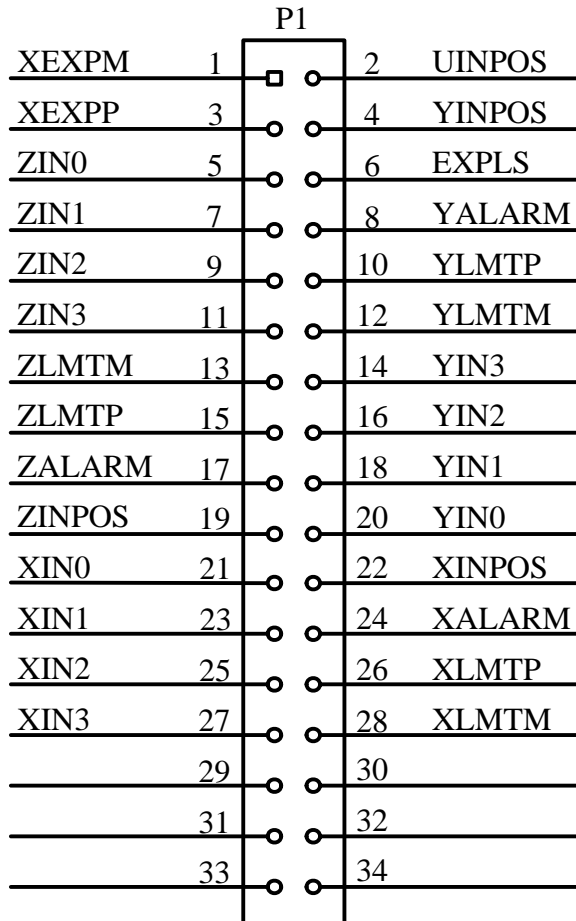 P1
XEXPM 1 2 UINPOS
XEXPP 3 4 YINPOS
ZIN0 5 6 EXPLS
ZIN1 7 8 YALARM
ZIN2 9 10 YLMTP
ZIN3 11 12 YLMTM
ZLMTM 13 14 YIN3
ZLMTP 15 16 YIN2
ZALARM 17 18 YIN1
ZINPOS 19 20 YIN0
XIN0 21 22 XINPOS
XIN1 23 24 XALARM
XIN2 25 26 XLMTP
XIN3 27 28 XLMTM
29 30
31 32
33 34